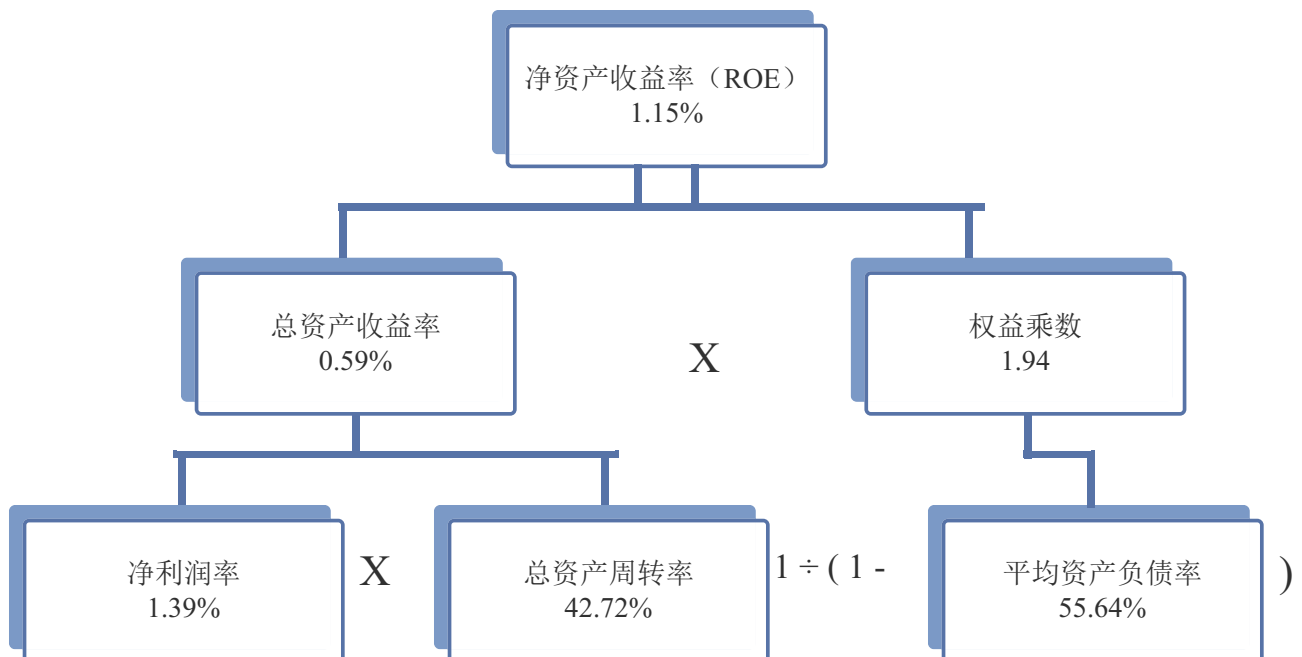 净资产收益率（ROE）
1.15%
总资产收益率
0.59%
X
权益乘数
1.94
净利润率
1.39%
X
总资产周转率
42.72%
1 ÷ ( 1 -
平均资产负债率
55.64%
)